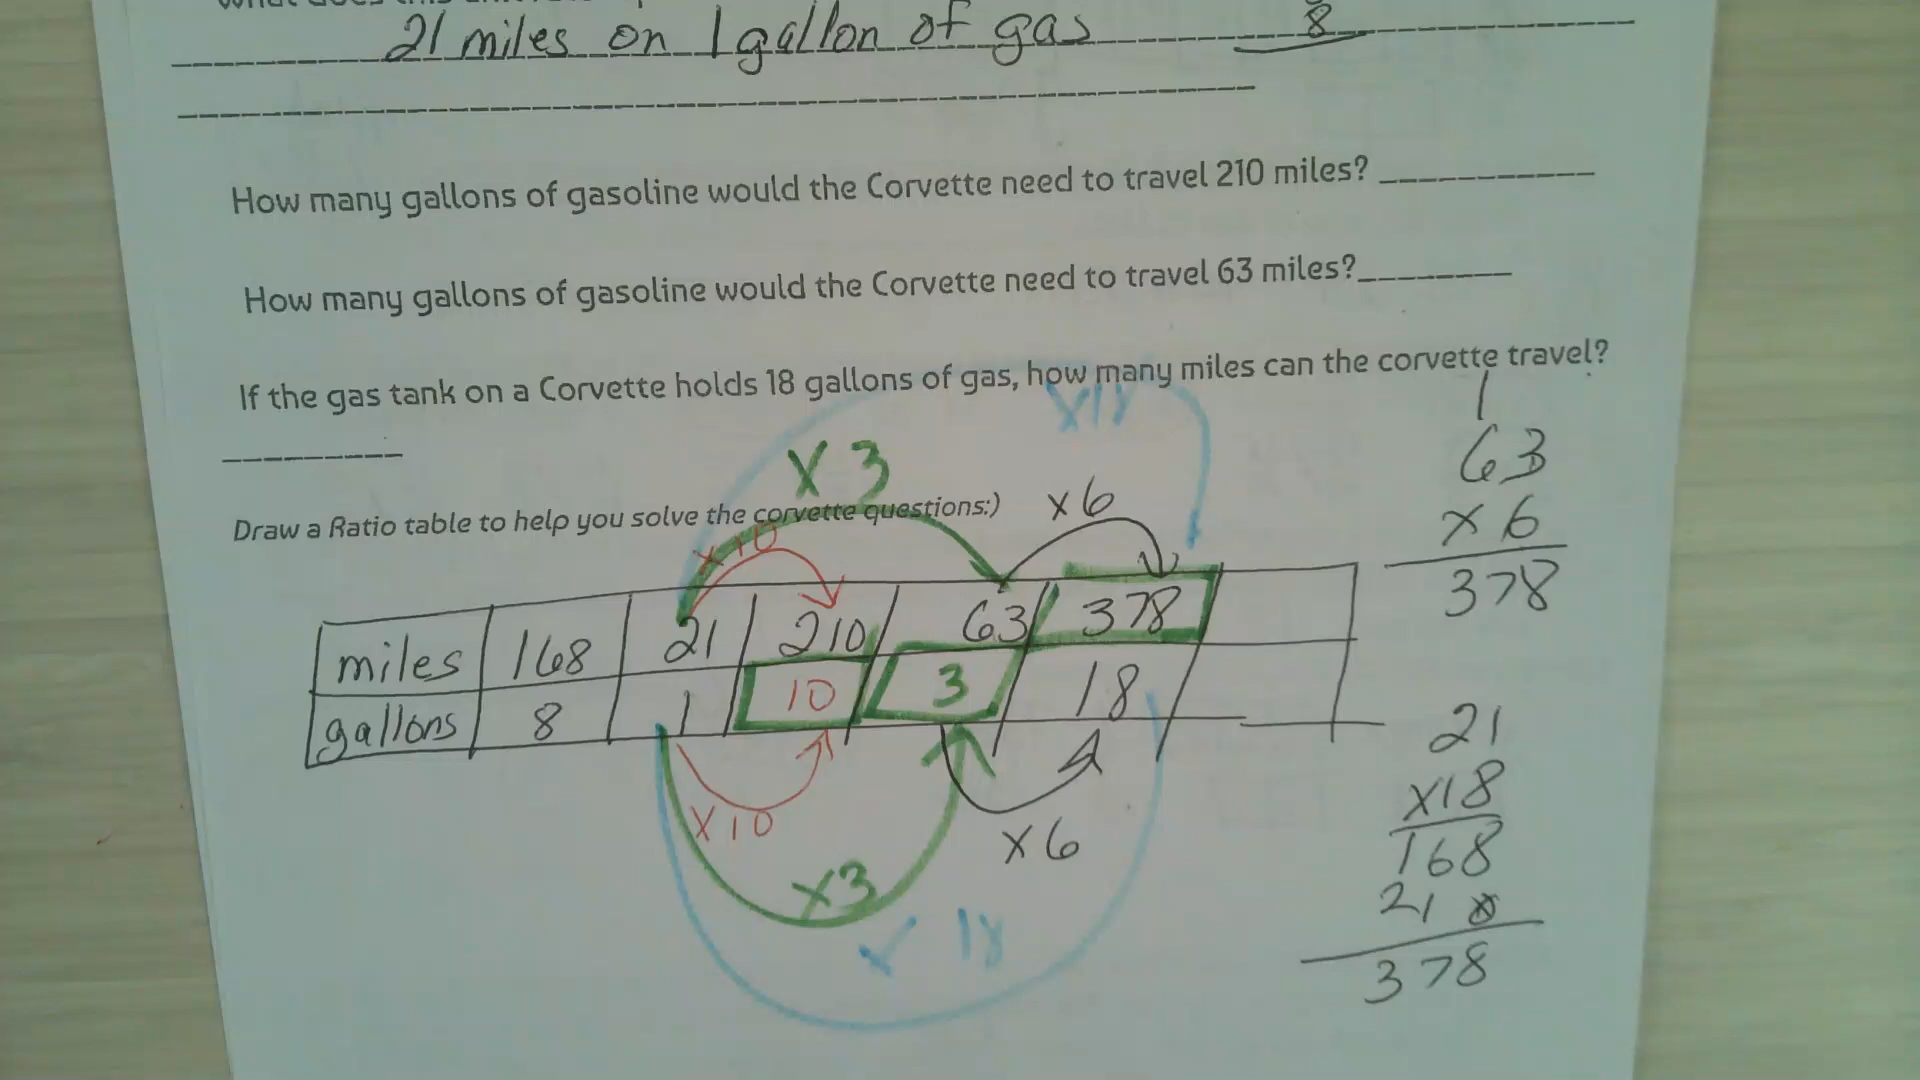 21 miles on 1 gallon of gas
8
How many gallons of gasoline would the Corvette need to travel 210 miles?
How many gallons of gasoline would the Corvette need to travel 63 miles?
If the gas tank on a Corvette holds 18 gallons of gas, how many miles can the corvette travel?
x18
x3
Draw a Ratio table to help you solve the corvette questions:)
x6
x10
miles 168 21 210 63 378
gallons 8 1 10 3 18
x10
x6
x3
x 18
1
63
x 6
378
21
x18
168
21 0
378